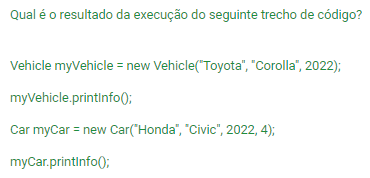 Qual é o resultado da execução do seguinte trecho de código?
Vehicle myVehicle = new Vehicle("Toyota", "Corolla", 2022);
myVehicle.printInfo();
Car myCar = new Car("Honda", "Civic", 2022, 4);
myCar.printInfo();